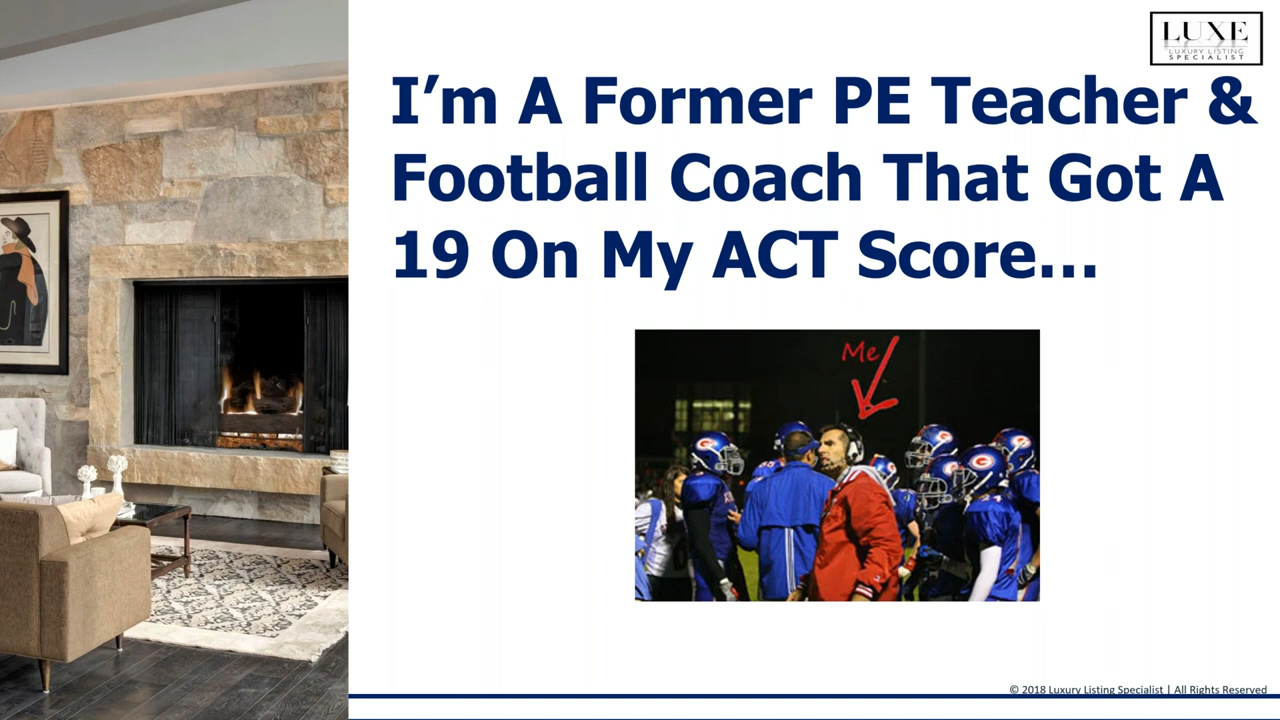 LUXE
LUXURY LISTING
SPECIALIST
I’m A Former PE Teacher &
Football Coach That Got A
19 On My ACT Score...
Me
© 2018 Luxury Listing Specialist | All Rights Reserved